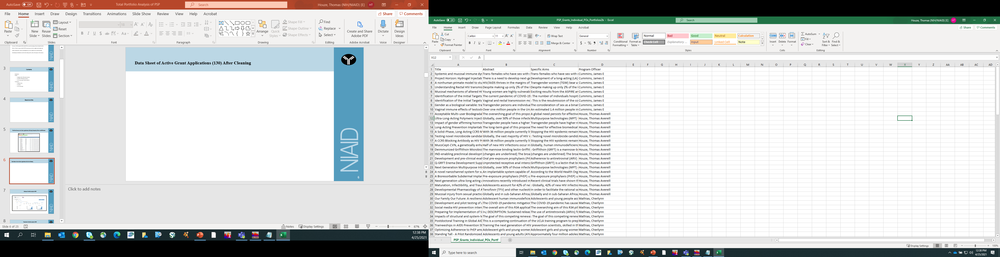 AutoSave Off
Total Portfolio Analysis of PSP
Search
Houze, Thomas (NIH/NIAID) [E] HT
File Home Insert Draw Design Transitions Animations Slide Show Review View Help Acrobat
Share Comments
Paste
New Slide
Reuse Slides
Layout
Reset
Section
18
Arrange
Quick Styles
Shape Fill
Shape Outline
Shape Effects
Find
Replace
Select
Create and Share Adobe PDF
Dictate
Design Ideas
Clipboard Slides Font Paragraph Drawing Editing Adobe Acrobat Voice Designer
3
Contents
4
5
6
7
8
NIAID
Data Sheet of Active Grant Applications (130) After Cleaning
NIAID
6
Click to add notes
Slide 6 of 25
Notes Display Settings 67%
12:38 PM
4/25/2021
AutoSave Off
PSP_Grants_Individual_POs_Portfolios2b - Excel
Search
Houze, Thomas (NIH/NIAID) [E] HT
File Home Insert Draw Page Layout Formulas Data Review View Help Acrobat
Share Comments
Paste
Cut
Copy
Format Painter
Calibri 11
Wrap Text
Merge & Center
General
Conditional Formatting
Format as Table
Normal Bad Good Neutral Calculation
Check Cell Explanatory ... Input Linked Cell Note
Insert Delete Format
AutoSum
Fill
Clear
Sort & Filter
Find & Select
Clipboard Font Alignment Number Styles Cells Editing
X12
fx
A B C D E F G H I J K L M N O P Q R S T U V W X Y Z AA AB AC AD
1 Title Abstract Specific Aims Program Officer
2 Systemic and mucosal immune dys Trans-females who have sex with Trans-females who have sex with Cummins, James E
3 Project Horizon: Hydrogel Injectab There is a need to develop next-ge Development of a long-acting (LA) Cummins, James E
4 A nonhuman primate model to stu HIV/AIDS thrives in the margins of Transgender women (TGW) bear a Cummins, James E
5 Understanding Rectal HIV transmis Despite making up only 2% of the Despite making up only 2% of the Cummins, James E
6 Mucosal mechanisms of altered HI Young women are highly vulnerabl Exciting results from the ASPIRE an Cummins, James E
7 Identification of the Initial Targets The current pandemic of COVID-19 : The number of individuals hospit Cummins, James E
8 Identification of the Initial Targets Vaginal and rectal transmission mo : This is the resubmission of the co Cummins, James E
9 Gender as a biological variable: tra Transgender persons are individua The consideration of sex as a binar Cummins, James E
10 Vaginal immune effects of testost Over one million people in the Un An estimated 1.4 million people in Cummins, James E
11 Acceptable Multi-user Biodegrada The overarching goal of this propo A global need persists for effective Houze, Thomas Averell
12 Ultra-Long-Acting Polymeric Inject Globally, over 50% of those infecte Multipurpose technologies (MPT) Houze, Thomas Averell
13 Impact of gender affirming hormo Transgender people have a higher Transgender people have higher ri Houze, Thomas Averell
14 Long-Acting Prevention Implantab The long-term goal of this propose The need for effective biomedical Houze, Thomas Averell
15 A Solid-Phase, Long-Acting CCR5 M With 36 million people currently li Stopping the HIV epidemic remain Houze, Thomas Averell
16 Testing novel microbicide candida Globally, the vast majority of HIV i : Testing novel microbicide candid Houze, Thomas Averell
17 A CCR5 Blocking Antibody as HIV P With 36 million people currently li Stopping the HIV epidemic remain Houze, Thomas Averell
18 MucoCept-CVN, a genetically enha Half of new HIV infections occur in Globally, human immunodeficienc Houze, Thomas Averell
19 Deimmunized Griffithsin Microbici The mannose binding lectin Griffit : Griffithsin (GRFT) is a mannose-b Houze, Thomas Averell
20 IND-enabling preclinical developm (changes are underlined) The broa (changes are underlined) The broa Houze, Thomas Averell
21 Development and pre-clinical eval Oral pre-exposure prophylaxis (Pr Adherence to antiretroviral (ARV) Houze, Thomas Averell
22 Q-GRFT Enema Development Supp Unprotected receptive anal interc Griffithsin (GRFT) is a lectin that bi Houze, Thomas Averell
23 Next Generation Multipurpose Int Globally, over 50% of those infecte Multipurpose technologies (MPT) Houze, Thomas Averell
24 A novel nanochannel system for su An implantable system capable of According to the World Health Org Houze, Thomas Averell
25 A Bioresorbable Subdermal Implan Pre-exposure prophylaxis (PrEP) u Pre-exposure prophylaxis (PrEP) u Houze, Thomas Averell
26 Next generation ultra-long acting Innovations recently introduced in Recent clinical trials have shown th Houze, Thomas Averell
27 Maturation, Infectibility, and Trau Adolescents account for 42% of ne : Globally, 42% of new HIV infectio Houze, Thomas Averell
28 Developmental Pharmacology of A Tenofovir (TFV) and other nucleoti In order to facilitate the rational se Houze, Thomas Averell
29 Mucosal injury from sexual practic Globally and in sub-Saharan Africa, Globally and in sub-Saharan Africa, Houze, Thomas Averell
30 Our Family Our Future: A resilienc Adolescent human immunodeficie Adolescents and young people acc Mathias, Cherlynn
31 Development and pilot testing of a The COVID-19 pandemic mitigatior The COVID-19 pandemic has cause Mathias, Cherlynn
32 Social media HIV prevention interv The overall aim of this R34 applicat The overarching aim of this R34 pil Mathias, Cherlynn
33 Preparing for Implementation of S ï»¿ DESCRIPTION: Sustained releas The use of antiretrovirals (ARVs) fo Mathias, Cherlynn
34 Impacts of structural and system-le The goal of this competing renewa : The goal of this competing renew Mathias, Cherlynn
35 Postdoctoral Training in Global AID This is a competing continuation of the UCLA training program to prep Mathias, Cherlynn
36 Traineeships in AIDS Prevention St Training the next generation of HIV prevention scientists, skilled in th Mathias, Cherlynn
37 Optimizing Adherence to PrEP amo Adolescent girls and young women Adolescent girls and young women Mathias, Cherlynn
38 Standing Tall - A Pilot Randomized Adolescents and young adults (AYA Approximately four million adoles Mathias, Cherlynn
PSP_Grants_Individual_POs_Portf
Display Settings 100%
Type here to search
12:38 PM
4/25/2021